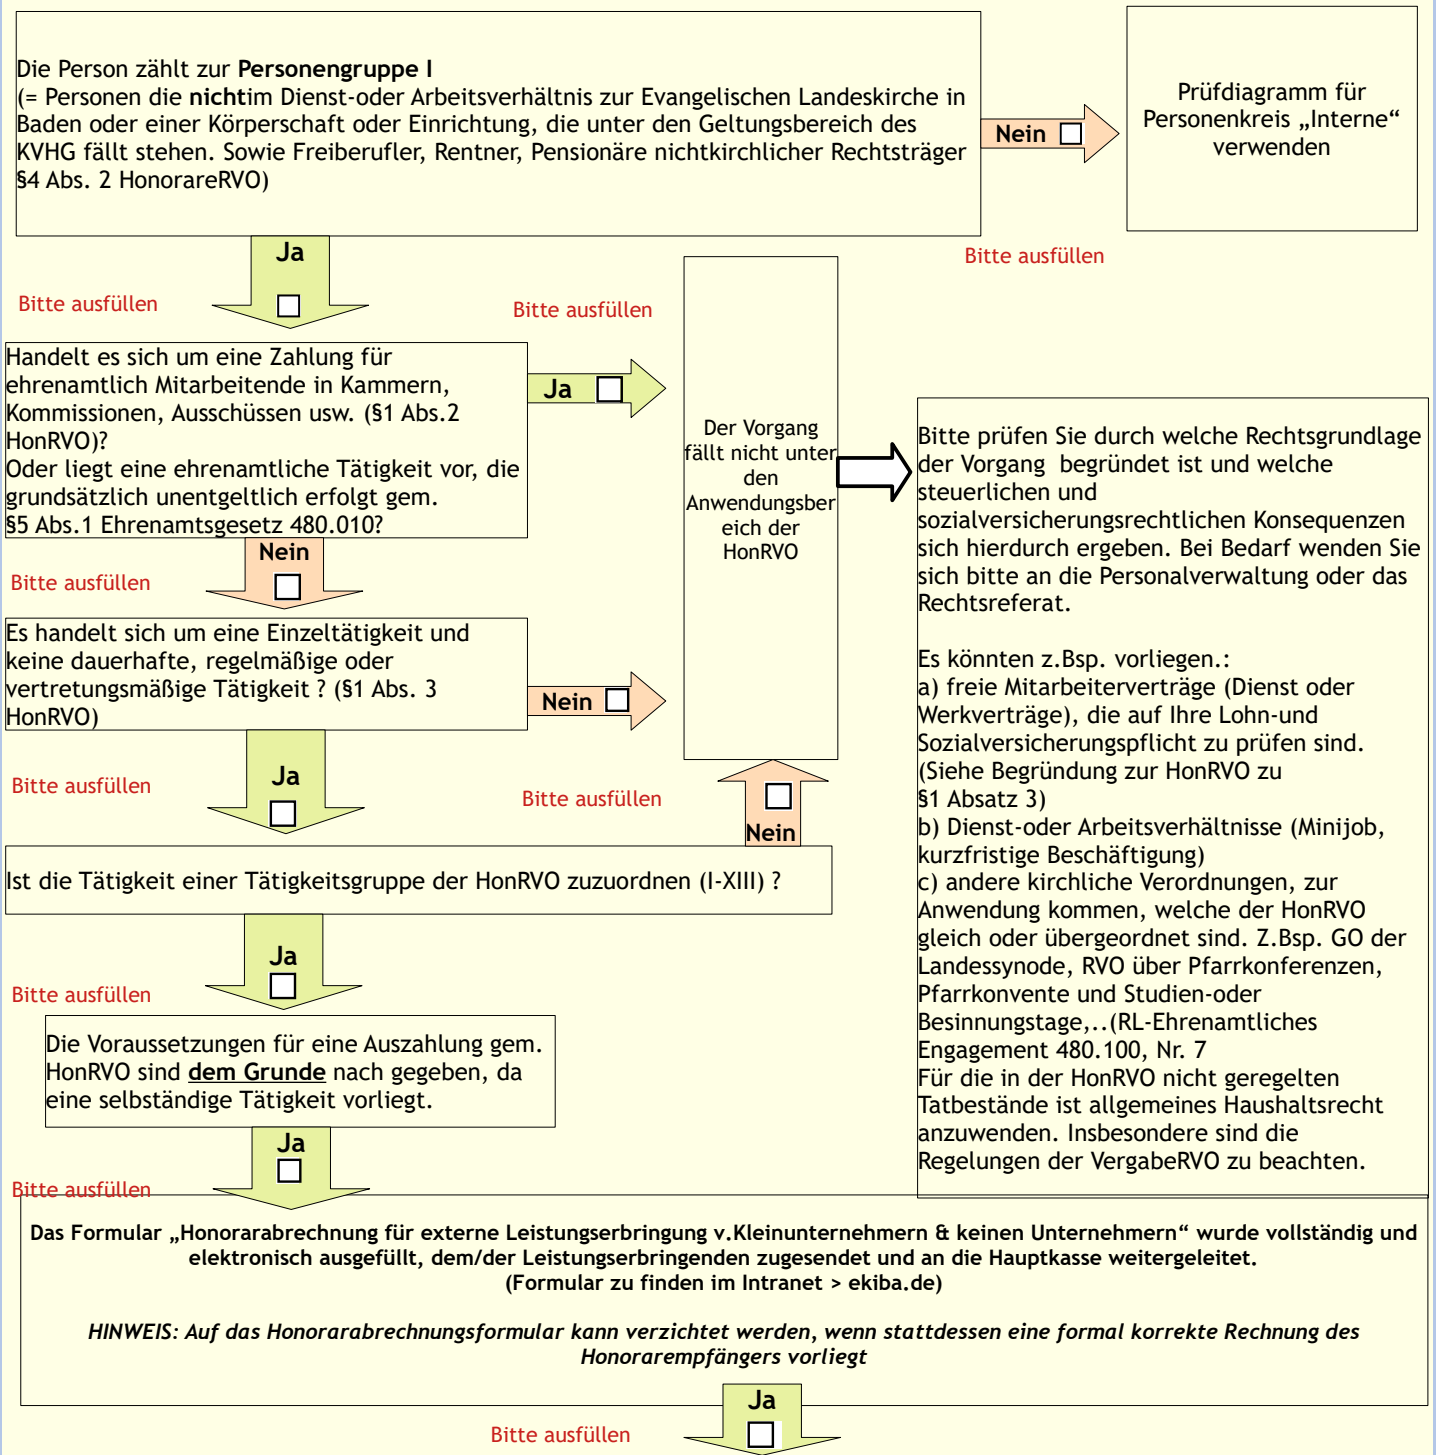 Die Person zählt zur Personengruppe I
(= Personen die nichtim Dienst-oder Arbeitsverhältnis zur Evangelischen Landeskirche in
Baden oder einer Körperschaft oder Einrichtung, die unter den Geltungsbereich des
KVHG fällt stehen. Sowie Freiberufler, Rentner, Pensionäre nichtkirchlicher Rechtsträger
§4 Abs. 2 HonorareRVO)
Nein
Prüfdiagramm für
Personenkreis „Interne“
verwenden
Bitte ausfüllen
Ja
Bitte ausfüllen
Handelt es sich um eine Zahlung für
ehrenamtlich Mitarbeitende in Kammern,
Kommissionen, Ausschüssen usw. (§1 Abs.2
HonRVO)?
Oder liegt eine ehrenamtliche Tätigkeit vor, die
grundsätzlich unentgeltlich erfolgt gem.
§5 Abs.1 Ehrenamtsgesetz 480.010?
Bitte ausfüllen
Ja
Der Vorgang
fällt nicht unter
den
Anwendungsber
eich der
HonRVO
Bitte prüfen Sie durch welche Rechtsgrundlage
der Vorgang  begründet ist und welche
steuerlichen und
sozialversicherungsrechtlichen Konsequenzen
sich hierdurch ergeben. Bei Bedarf wenden Sie
sich bitte an die Personalverwaltung oder das
Rechtsreferat.
Es könnten z.Bsp. vorliegen.:
a) freie Mitarbeiterverträge (Dienst oder
Werkverträge), die auf Ihre Lohn-und
Sozialversicherungspflicht zu prüfen sind.
(Siehe Begründung zur HonRVO zu
§1 Absatz 3)
b) Dienst-oder Arbeitsverhältnisse (Minijob,
kurzfristige Beschäftigung)
c) andere kirchliche Verordnungen, zur
Anwendung kommen, welche der HonRVO
gleich oder übergeordnet sind. Z.Bsp. GO der
Landessynode, RVO über Pfarrkonferenzen,
Pfarrkonvente und Studien-oder
Besinnungstage,..(RL-Ehrenamtliches
Engagement 480.100, Nr. 7
Für die in der HonRVO nicht geregelten
Tatbestände ist allgemeines Haushaltsrecht
anzuwenden. Insbesondere sind die
Regelungen der VergabeRVO zu beachten.
Nein
Bitte ausfüllen
Es handelt sich um eine Einzeltätigkeit und
keine dauerhafte, regelmäßige oder
vertretungsmäßige Tätigkeit ? (§1 Abs. 3
HonRVO)
Nein
Bitte ausfüllen
Ja
Bitte ausfüllen
Nein
Ist die Tätigkeit einer Tätigkeitsgruppe der HonRVO zuzuordnen (I-XIII) ?
Ja
Bitte ausfüllen
Die Voraussetzungen für eine Auszahlung gem.
HonRVO sind dem Grunde nach gegeben, da
eine selbständige Tätigkeit vorliegt.
Ja
Bitte ausfüllen
Das Formular „Honorarabrechnung für externe Leistungserbringung v.Kleinunternehmern & keinen Unternehmern“ wurde vollständig und
elektronisch ausgefüllt, dem/der Leistungserbringenden zugesendet und an die Hauptkasse weitergeleitet.
(Formular zu finden im Intranet > ekiba.de)
HINWEIS: Auf das Honorarabrechnungsformular kann verzichtet werden, wenn stattdessen eine formal korrekte Rechnung des
Honorarempfängers vorliegt
Ja
Bitte ausfüllen